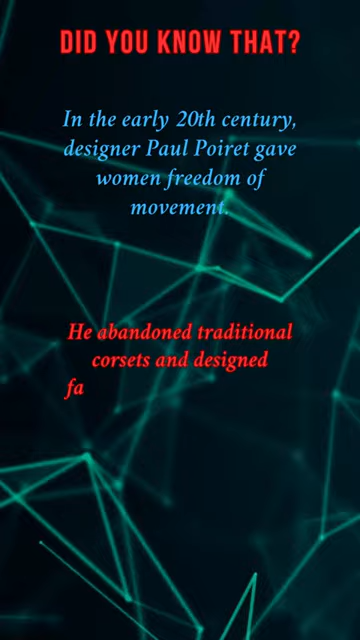 DID YOU KNOW THAT?
In the early 20th century,
designer Paul Poiret gave
women freedom of
movement.
He abandoned traditional
corsets and designed
fa